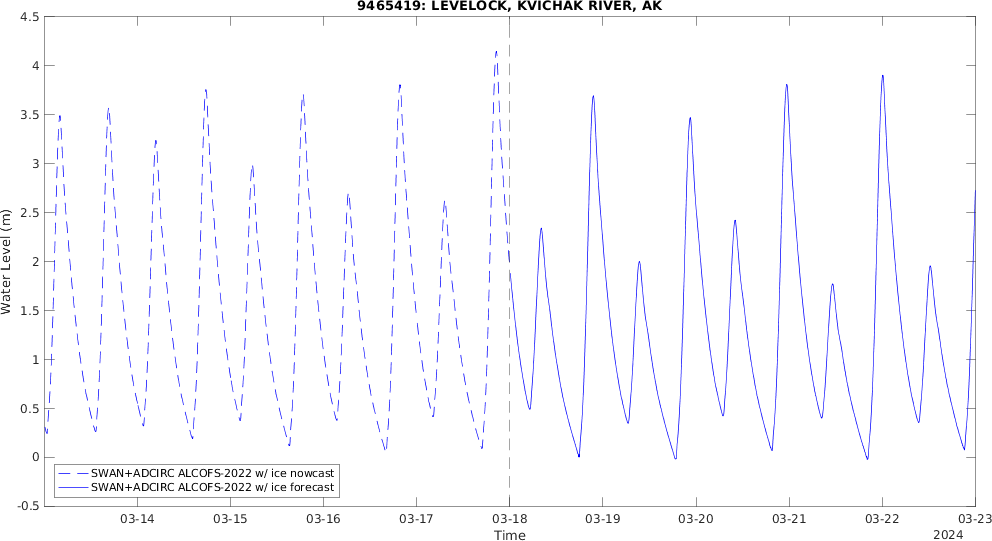 9465419: LEVELOCK, KVICHAK RIVER, AK
4.5
4
3.5
3
2.5
2
1.5
1
0.5
0
-0.5
Water Level (m)
SWAN+ADCIRC ALCOFS-2022 w/ ice nowcast
SWAN+ADCIRC ALCOFS-2022 w/ ice forecast
03-14 03-15 03-16 03-17 03-18 03-19 03-20 03-21 03-22 03-23
Time
2024